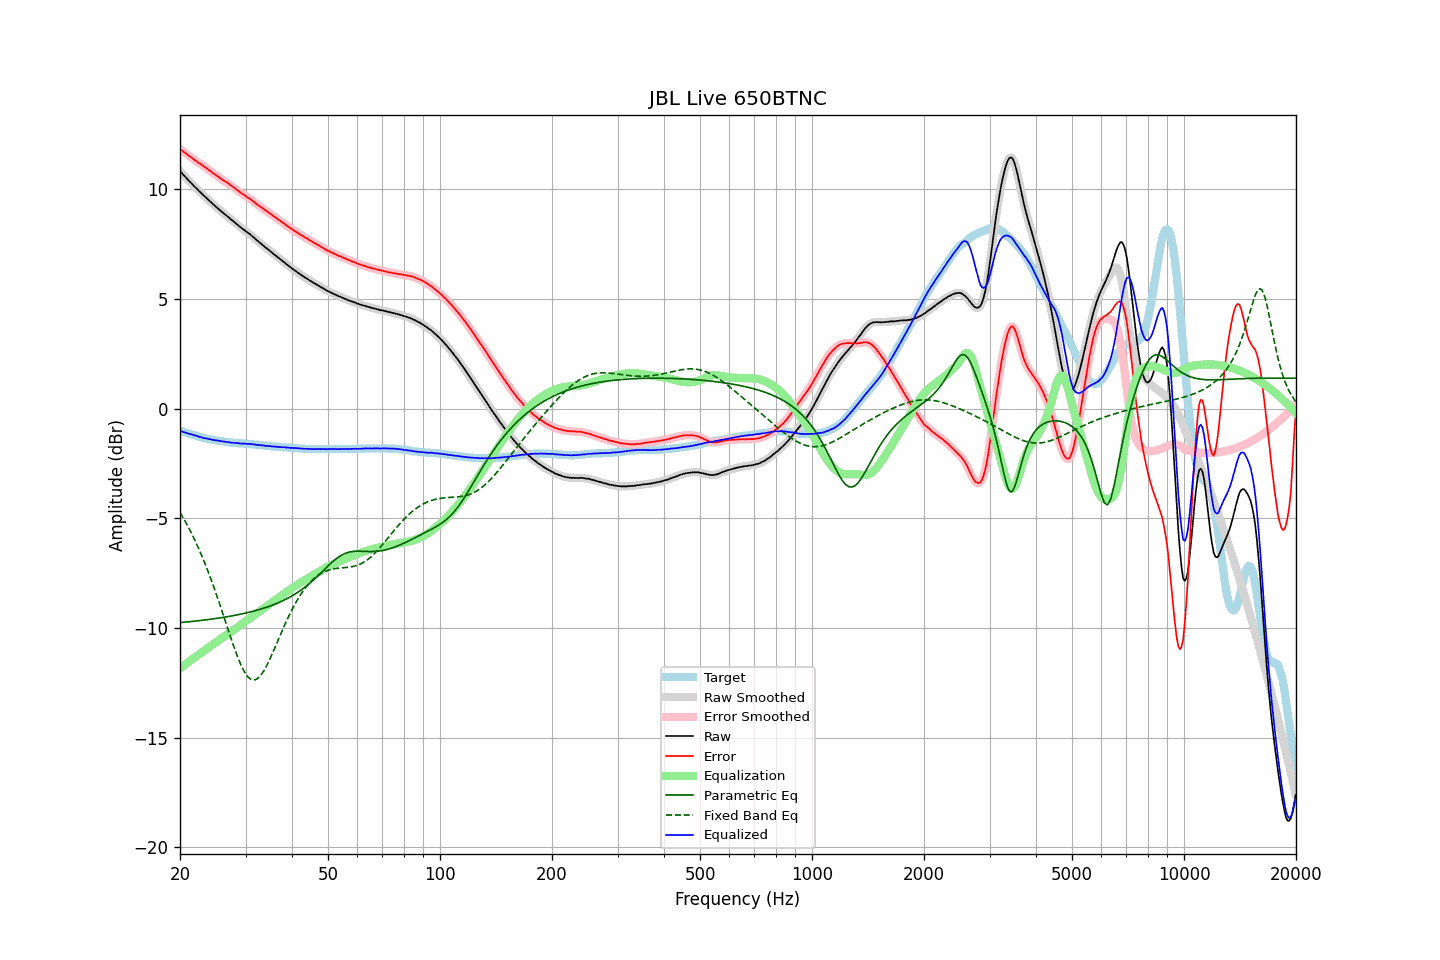 JBL Live 650BTNC
Amplitude (dBr)
10
5
0
−5
−10
−15
−20
20
50
100
200
500
1000
2000
5000
10000
20000
Frequency (Hz)
Target
Raw Smoothed
Error Smoothed
Raw
Error
Equalization
Parametric Eq
Fixed Band Eq
Equalized